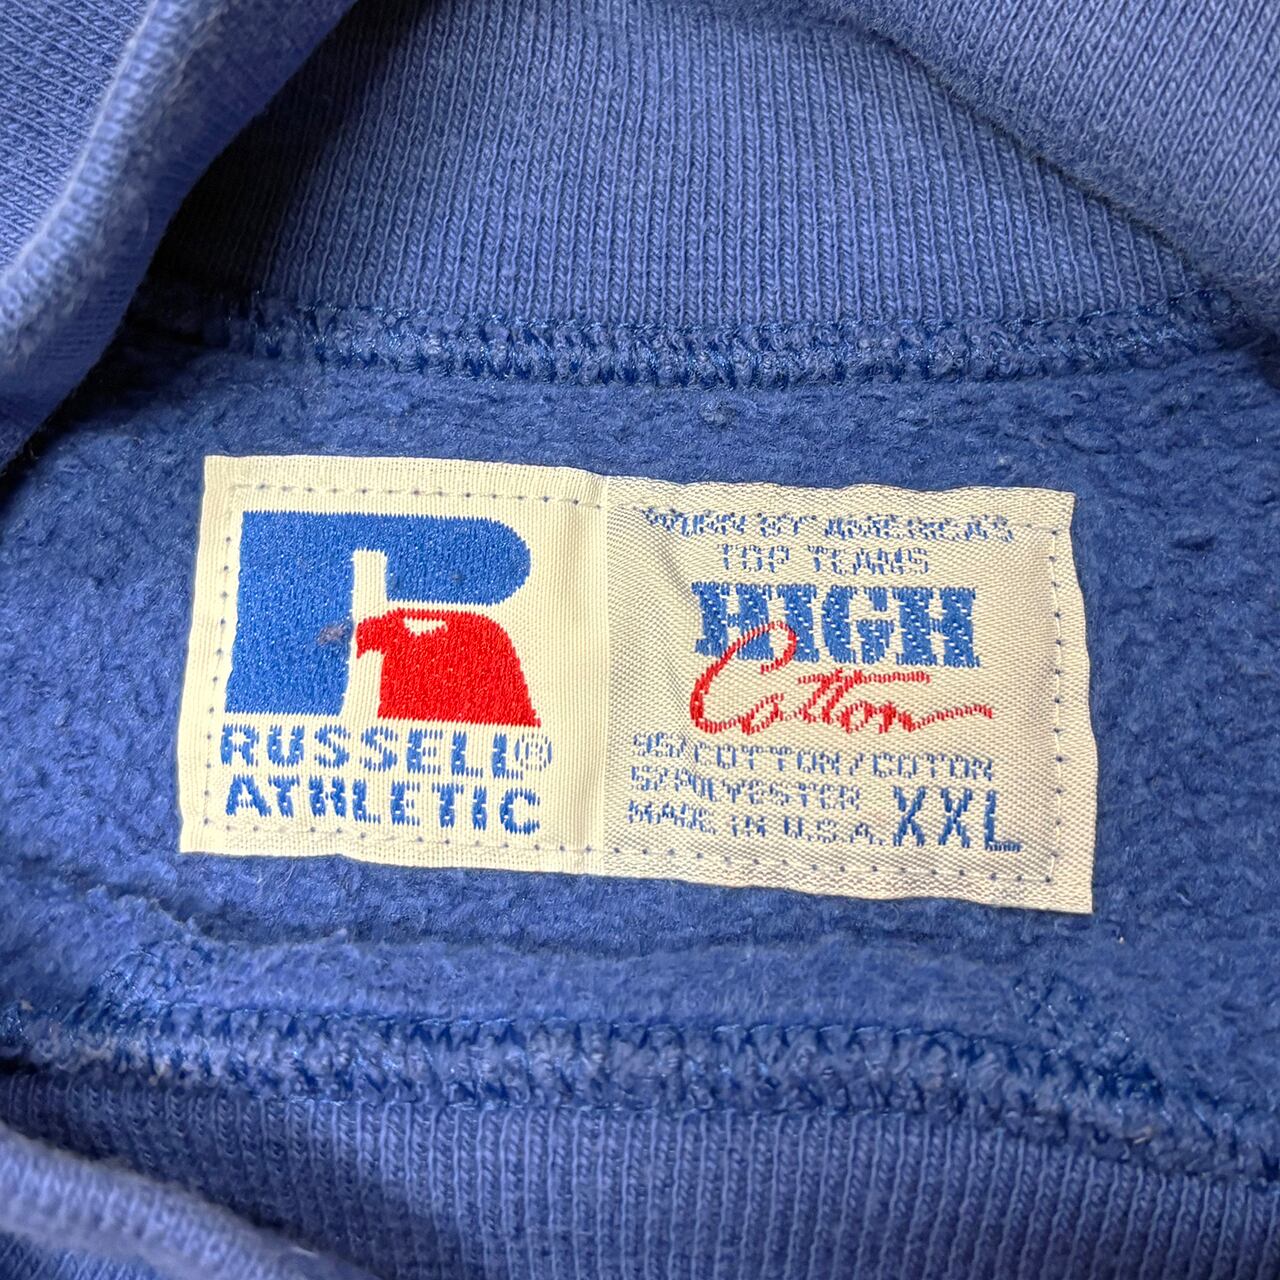 RUSSELL®
ATHLETIC
WORN BY AMERICA'S
TOP TEAMS
HIGH
Cotton
95% COTTON/COTON
5% POLYESTER
MADE IN U.S.A. XXL